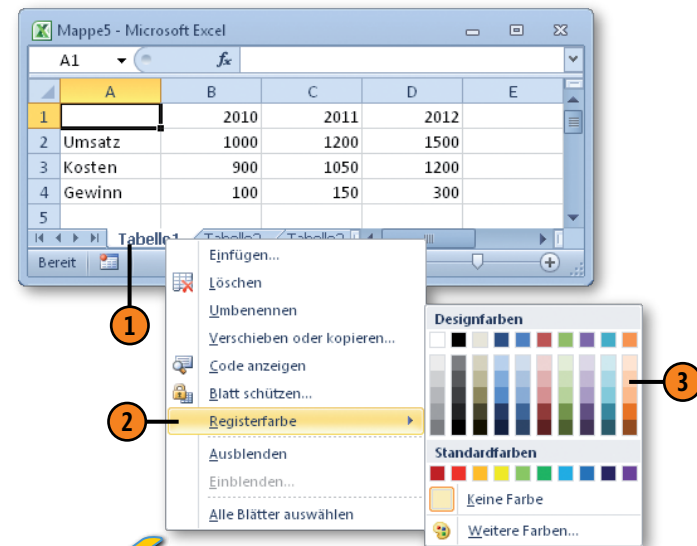 Mappe5 - Microsoft Excel
A1 fx
A B C D E
1 2010 2011 2012
2 Umsatz 1000 1200 1500
3 Kosten 900 1050 1200
4 Gewinn 100 150 300
5
Tabelle1 Tabelle2 Tabelle3
Bereit
Einfügen...
Löschen
Umbenennen
Verschieben oder kopieren...
Code anzeigen
Blatt schützen...
Registerfarbe
Ausblenden
Einblenden...
Alle Blätter auswählen
Designfarben
Standardfarben
Keine Farbe
Weitere Farben...
1
2
3